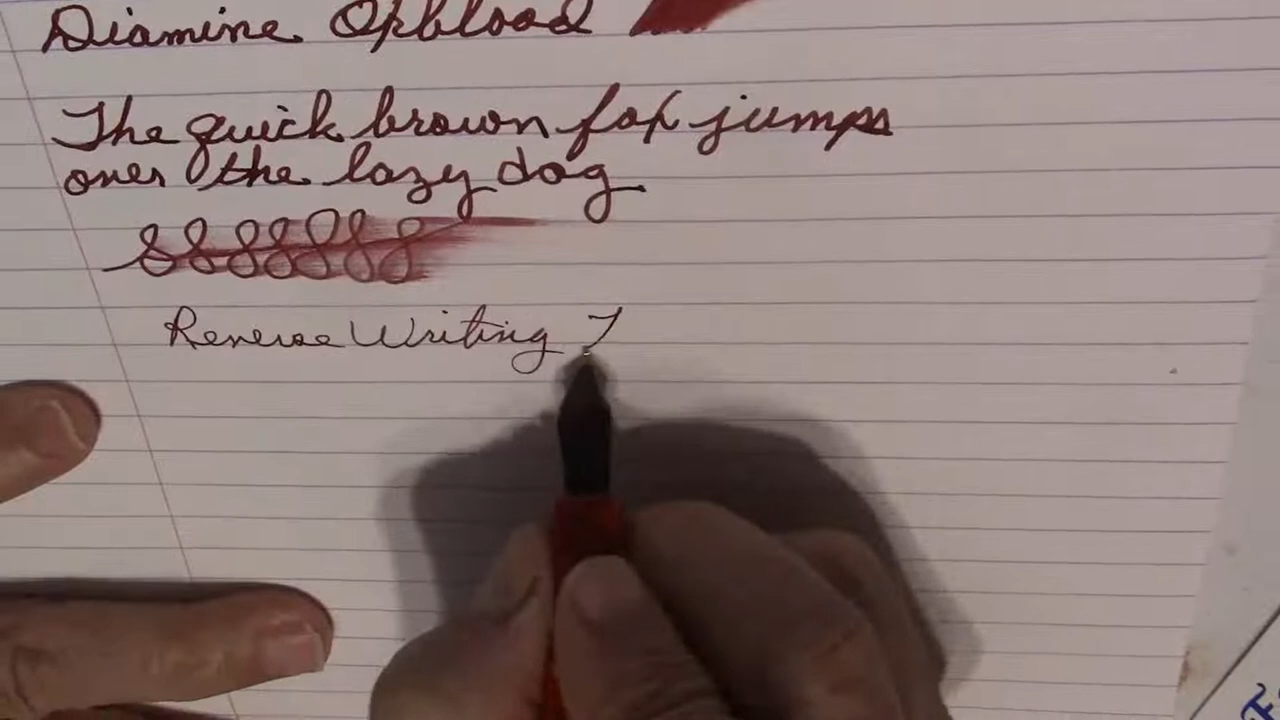 Diamine Oxblood
The quick brown fox jumps
over the lazy dog
Reverse Writing